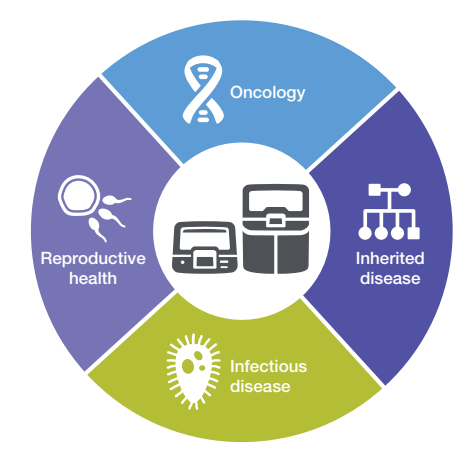 Oncology
Reproductive
health
Inherited
disease
Infectious
disease